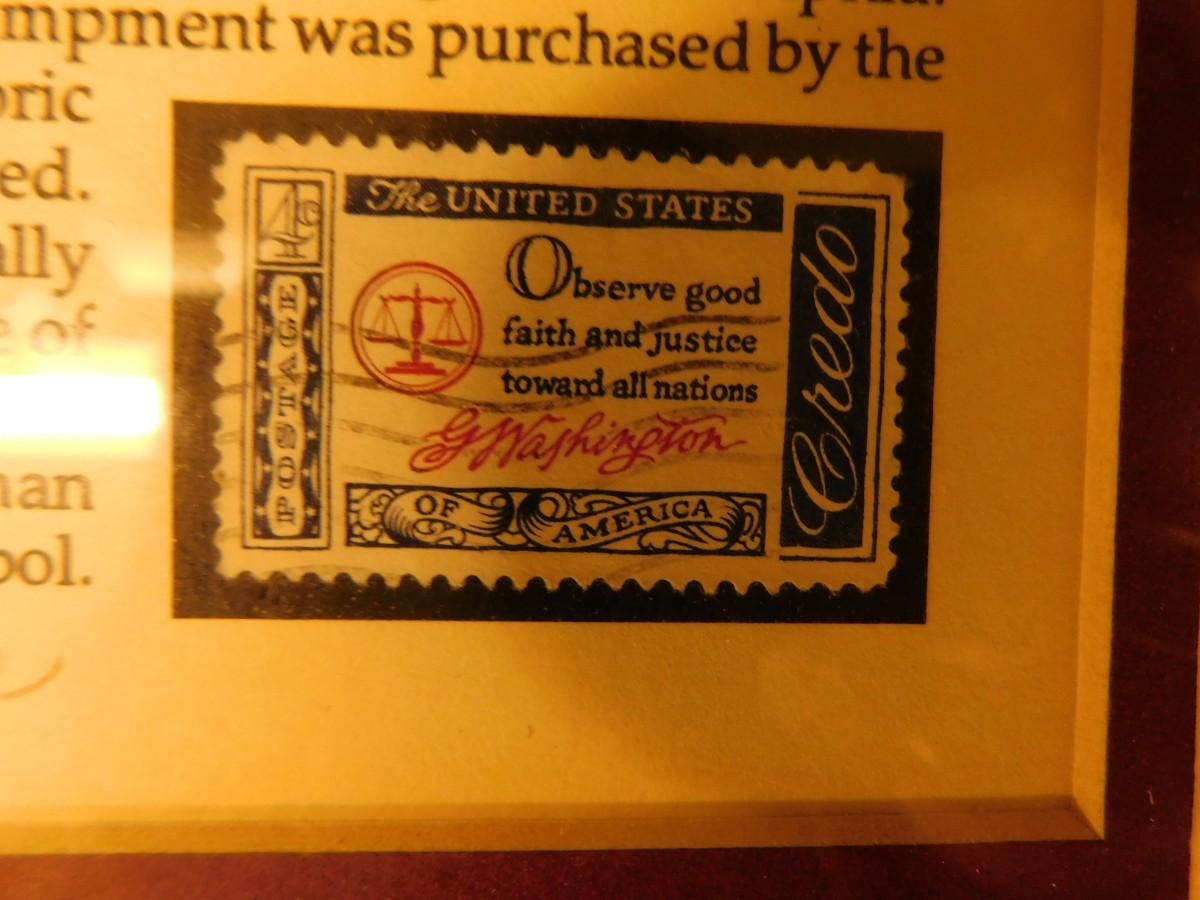 mpment was purchased by the
oric
ed.
ally
e of
nan
ool.
4c
POSTAGE
The UNITED STATES
Observe good
faith and justice
toward all nations
G Washington
OF AMERICA
Credo